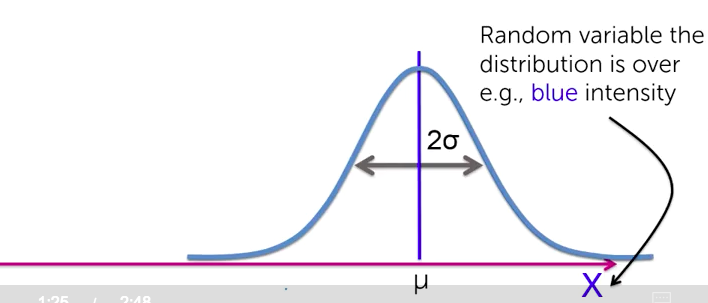 Random variable the
distribution is over
e.g., blue intensity
2σ
μ
X
1:25 / 2:48